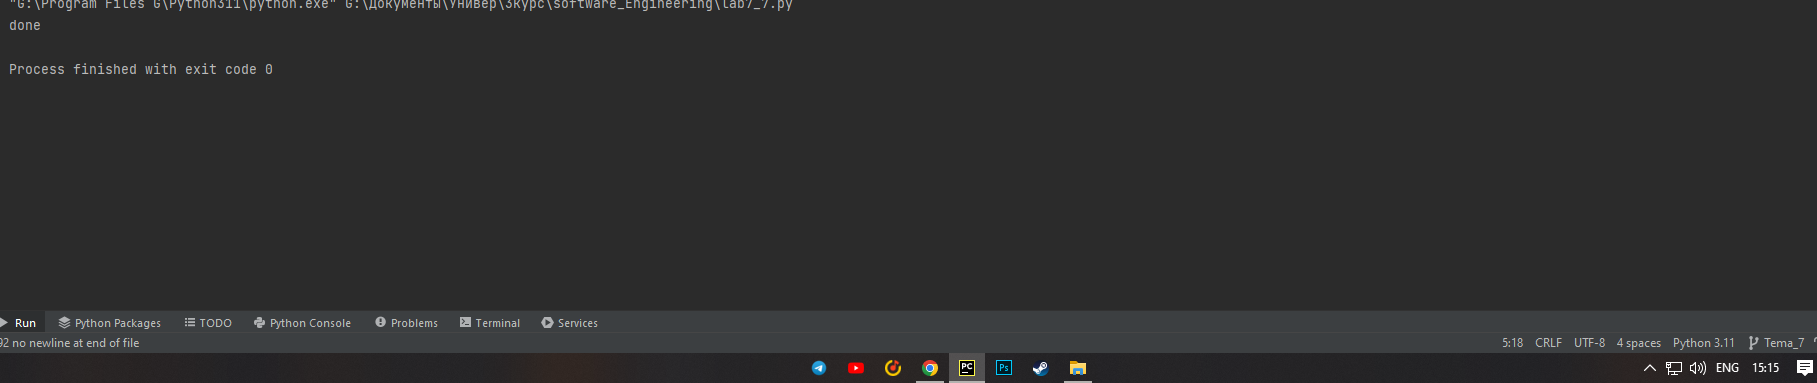 "G:\Program Files G\Python311\python.exe" G:\Документы\Универ\3курс\software_Engineering\lab7_7.py
done
Process finished with exit code 0
Run Python Packages TODO Python Console Problems Terminal Services
92 no newline at end of file 5:18 CRLF UTF-8 4 spaces Python 3.11 Tema_7
PC Ps ENG 15:15